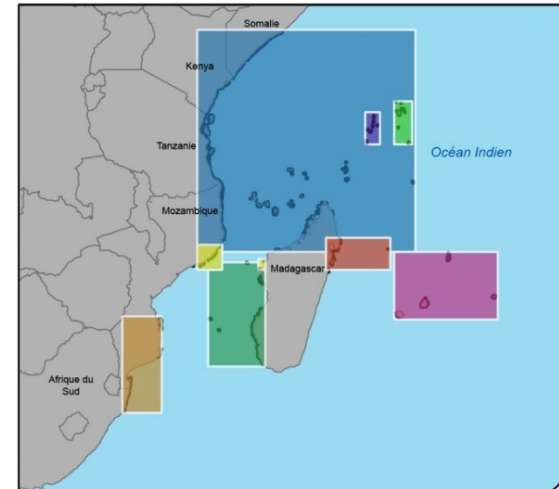 Somalie
Kenya
Tanzanie
Océan Indien
Mozambique
Madagascar
Afrique du
Sud